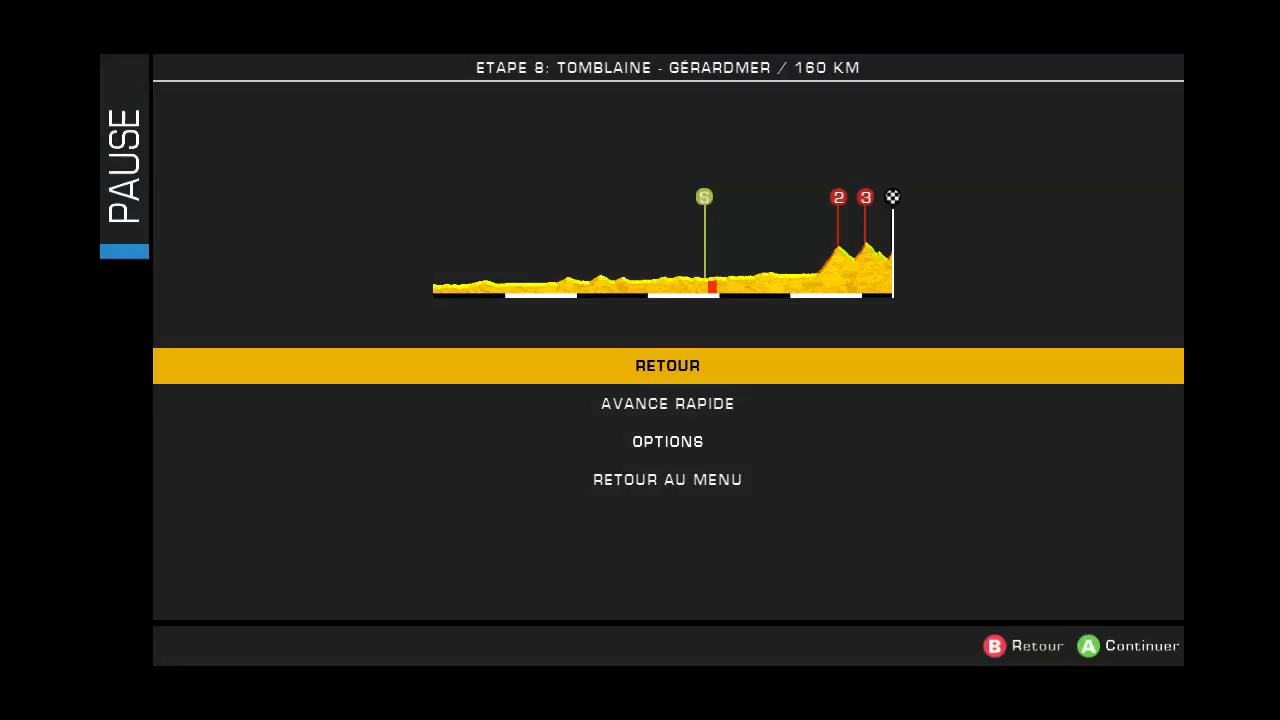 PAUSE
ETAPE 8: TOMBLAINE - GÉRARDMER / 160 KM
S 2 3
RETOUR
AVANCE RAPIDE
OPTIONS
RETOUR AU MENU
B Retour A Continuer